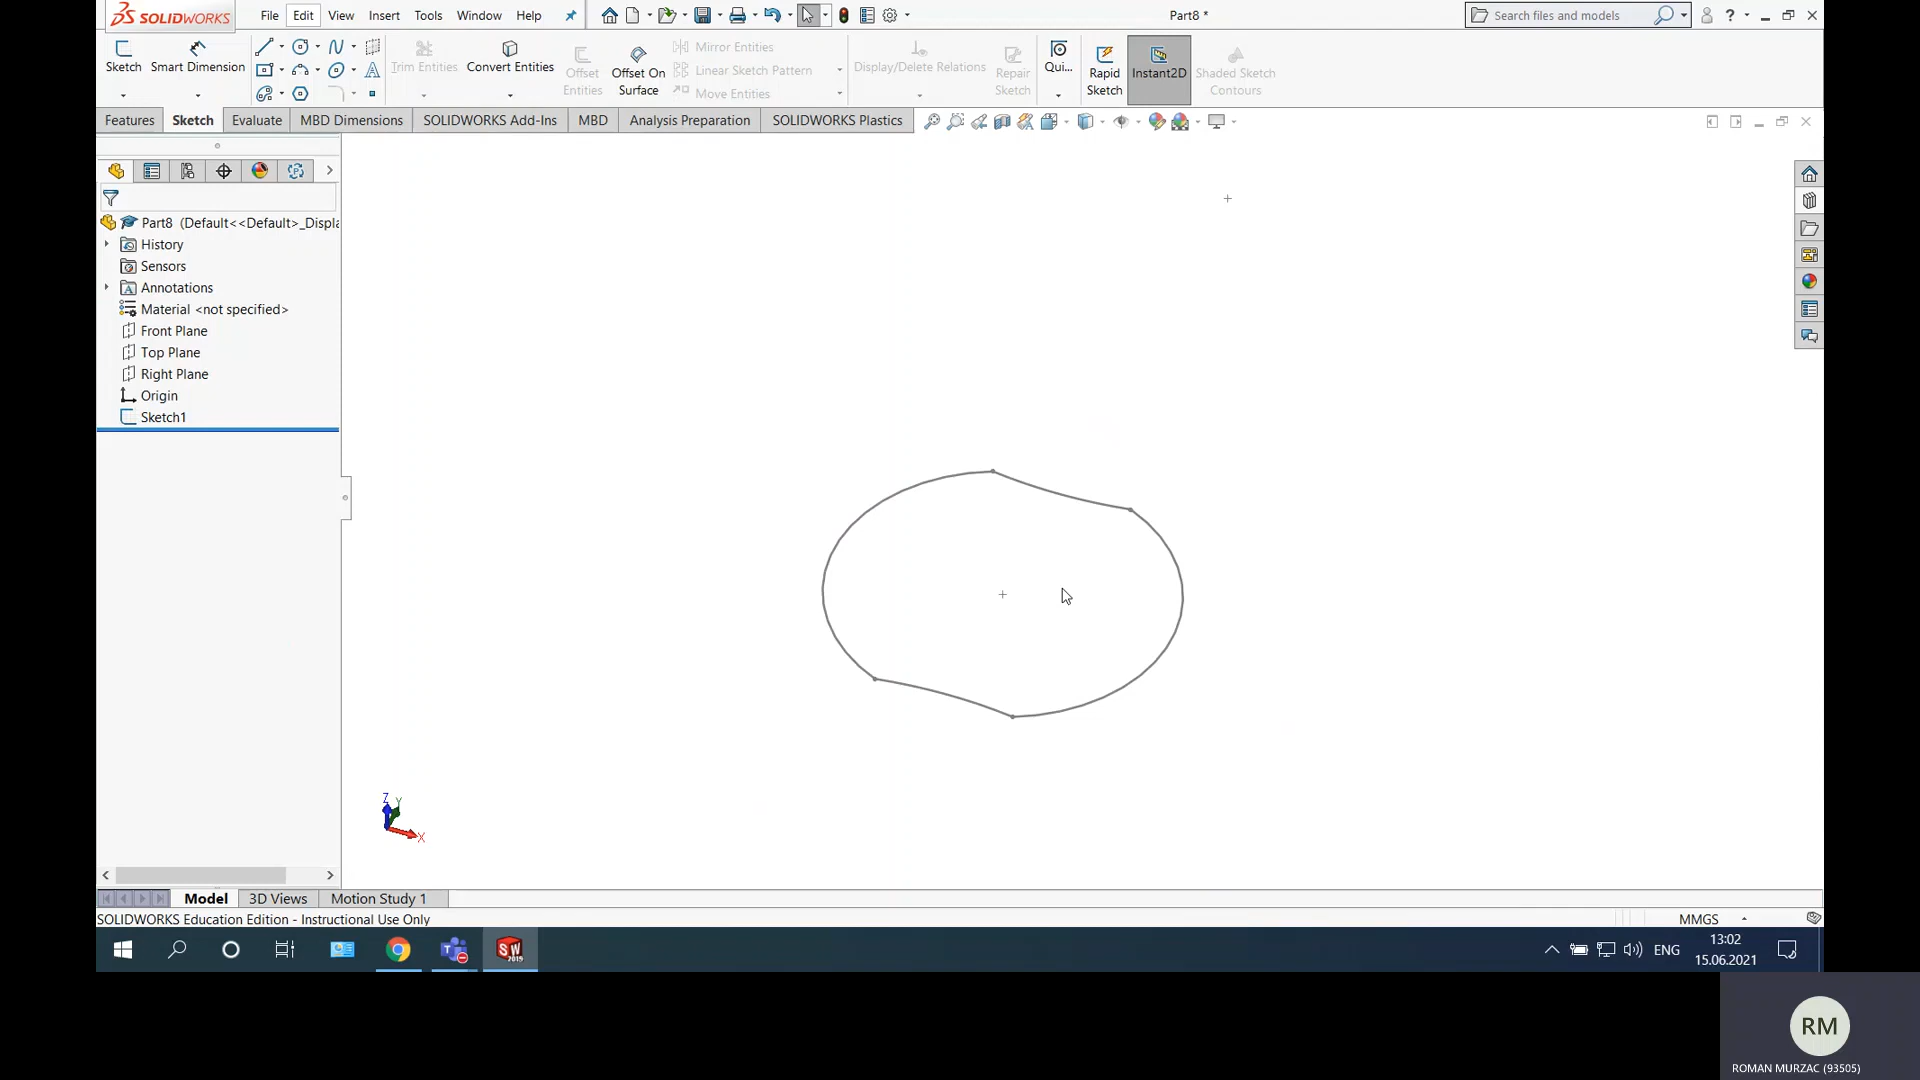 SOLIDWORKS File Edit View Insert Tools Window Help Part8 * Search files and models ?
Sketch Smart Dimension Trim Entities Convert Entities Offset Entities Offset On Surface Mirror Entities Linear Sketch Pattern Move Entities Display/Delete Relations Repair Sketch Qui... Rapid Sketch Instant2D Shaded Sketch Contours
Features Sketch Evaluate MBD Dimensions SOLIDWORKS Add-Ins MBD Analysis Preparation SOLIDWORKS Plastics
Part8 (Default<<Default>_Displa
History
Sensors
Annotations
Material <not specified>
Front Plane
Top Plane
Right Plane
Origin
Sketch1
Z Y
X
Model 3D Views Motion Study 1
SOLIDWORKS Education Edition - Instructional Use Only MMGS
SW 2019 ENG 13:02
15.06.2021
RM
ROMAN MURZAC (93505)